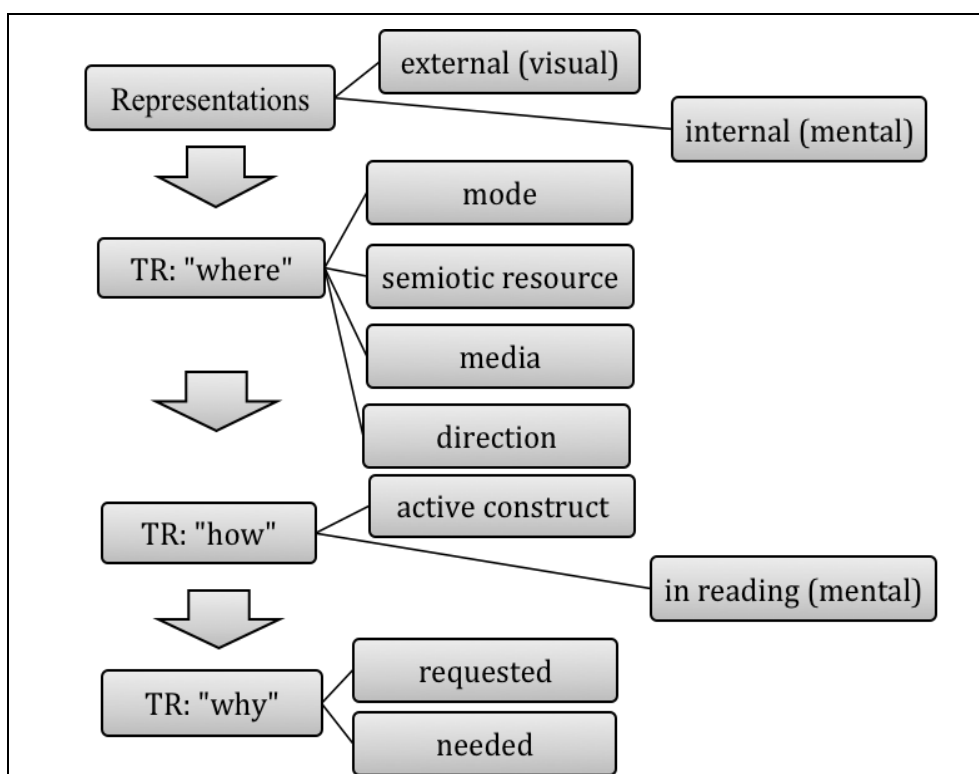 external (visual)
Representations
internal (mental)
mode
TR: "where"
semiotic resource
media
direction
active construct
TR: "how"
in reading (mental)
requested
TR: "why"
needed